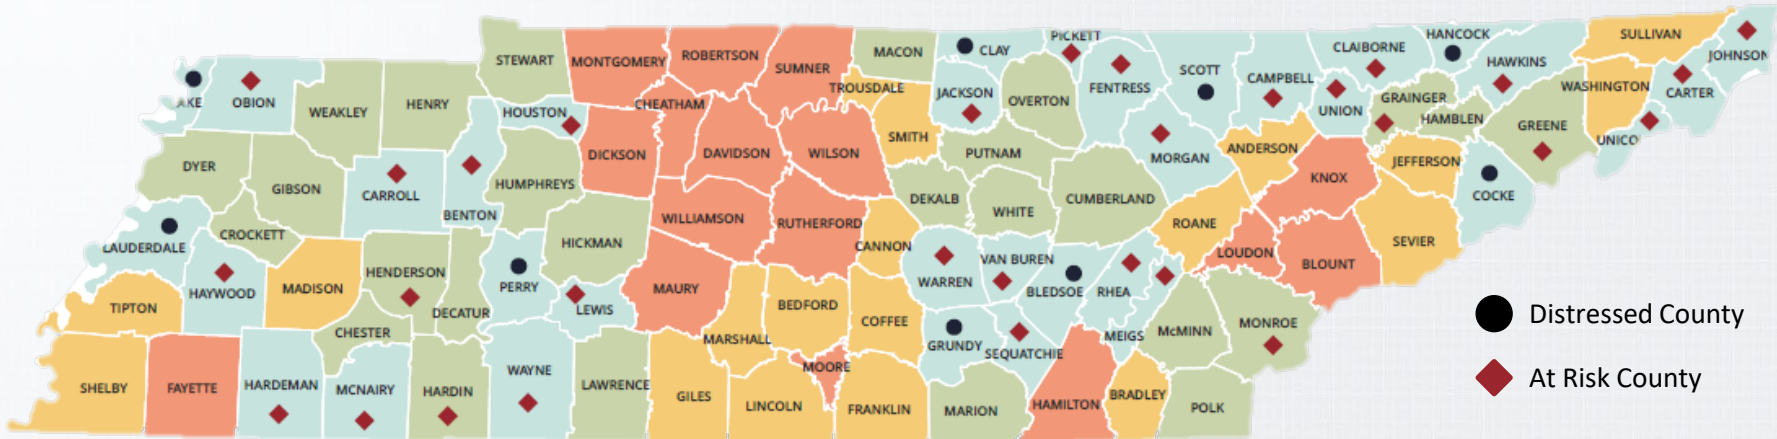 STEWART
MONTGOMERY
ROBERTSON
SUMNER
MACON
CLAY
PICKETT
FENTRESS
SCOTT
CAMPBELL
CLAIBORNE
HANCOCK
HAWKINS
SULLIVAN
JOHNSON
AKE
OBION
WEAKLEY
HENRY
HOUSTON
CHEATHAM
TROUSDALE
JACKSON
OVERTON
UNION
GRAINGER
HAMBLEN
GREENE
WASHINGTON
CARTER
UNICO
DYER
GIBSON
CARROLL
BENTON
HUMPHREYS
DICKSON
DAVIDSON
WILSON
SMITH
PUTNAM
MORGAN
ANDERSON
KNOX
JEFFERSON
COCKE
LAUDERDALE
CROCKETT
HICKMAN
WILLIAMSON
RUTHERFORD
CANNON
DEKALB
WHITE
CUMBERLAND
ROANE
LOUDON
BLOUNT
SEVIER
TIPTON
HAYWOOD
MADISON
HENDERSON
DECATUR
PERRY
LEWIS
MAURY
MARSHALL
BEDFORD
COFFEE
WARREN
VAN BUREN
BLEDSOE
RHEA
MEIGS
McMINN
MONROE
Distressed County
SHELBY
FAYETTE
HARDEMAN
CHESTER
MCNAIRY
HARDIN
WAYNE
LAWRENCE
GILES
LINCOLN
MOORE
FRANKLIN
GRUNDY
SEQUATCHIE
MARION
HAMILTON
BRADLEY
POLK
At Risk County